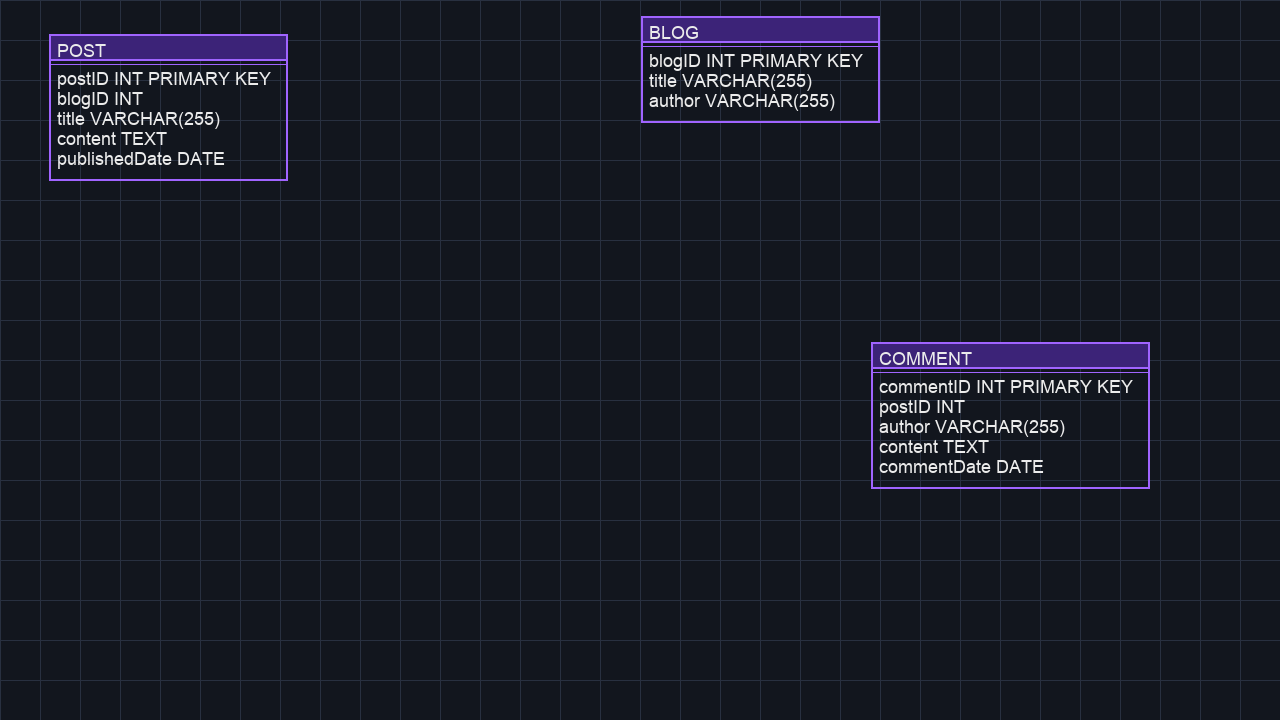 POST
postID INT PRIMARY KEY
blogID INT
title VARCHAR(255)
content TEXT
publishedDate DATE
BLOG
blogID INT PRIMARY KEY
title VARCHAR(255)
author VARCHAR(255)
COMMENT
commentID INT PRIMARY KEY
postID INT
author VARCHAR(255)
content TEXT
commentDate DATE